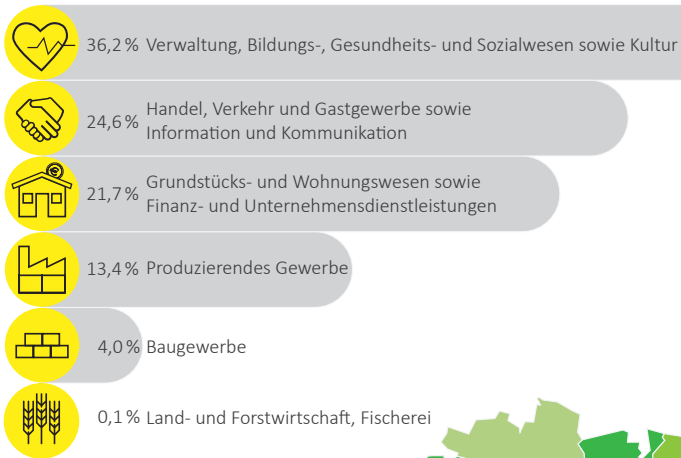 36,2 % Verwaltung, Bildungs-, Gesundheits- und Sozialwesen sowie Kultur
24,6 % Handel, Verkehr und Gastgewerbe sowie
Information und Kommunikation
21,7 % Grundstücks- und Wohnungswesen sowie
Finanz- und Unternehmensdienstleistungen
13,4 % Produzierendes Gewerbe
4,0 % Baugewerbe
0,1 % Land- und Forstwirtschaft, Fischerei